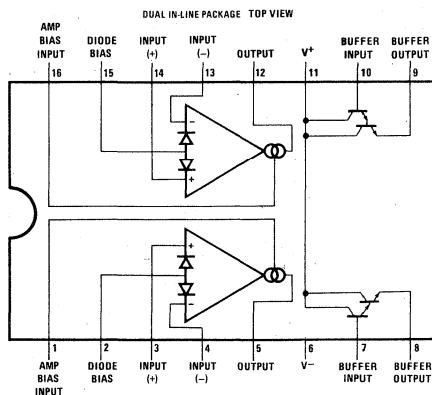 DUAL IN-LINE PACKAGE TOP VIEW
AMP BIAS INPUT
DIODE BIAS
INPUT (+)
INPUT (−)
OUTPUT
V+
BUFFER INPUT
BUFFER OUTPUT
16 15 14 13 12 11 10 9
−
+
+
−
1 2 3 4 5 6 7 8
AMP BIAS INPUT
DIODE BIAS
INPUT (+)
INPUT (−)
OUTPUT
V−
BUFFER INPUT
BUFFER OUTPUT